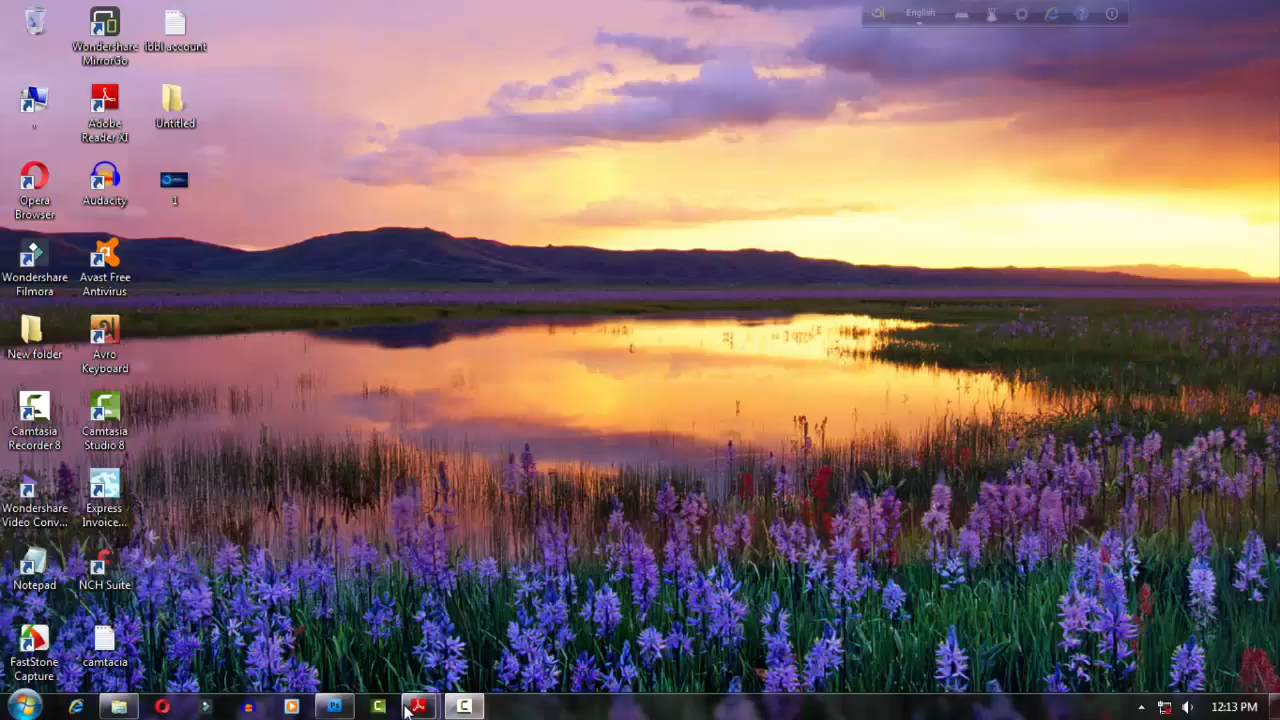 English
Wondershare
MirrorGo
ibbl account
Adobe
Reader XI
Untitled
Opera
Browser
Audacity
1
Wondershare
Filmora
Avast Free
Antivirus
New folder
Avro
Keyboard
Camtasia
Recorder 8
Camtasia
Studio 8
Wondershare
Video Conv...
Express
Invoice...
Notepad
NCH Suite
FastStone
Capture
camtacia
Ps
12:13 PM